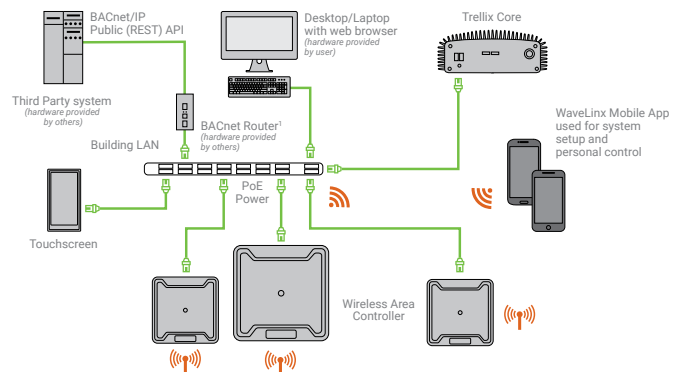 BACnet/IP
Public (REST) API
Desktop/Laptop
with web browser
(hardware provided
by user)
Trellix Core
Third Party system
(hardware provided
by others)
BACnet Router¹
(hardware provided
by others)
Building LAN
WaveLinx Mobile App
used for system
setup and
personal control
PoE
Power
Touchscreen
Wireless Area
Controller